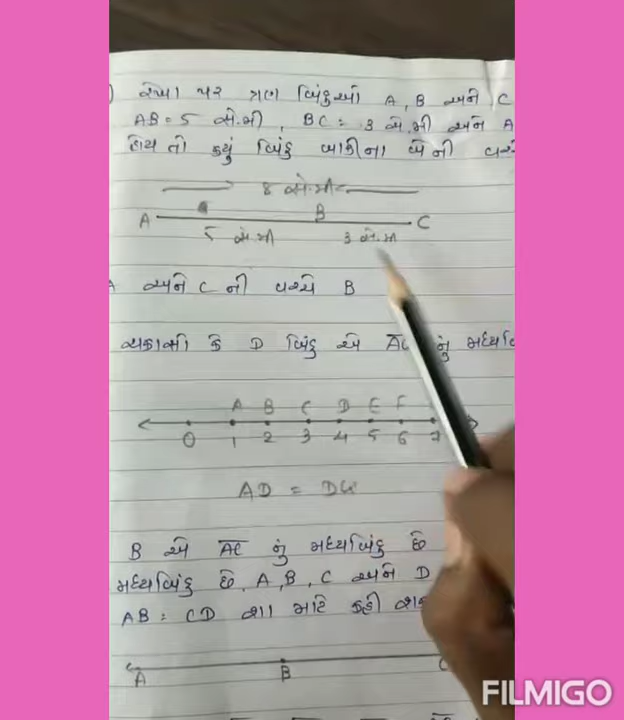 રેખા પર ત્રણ બિંદુઓ A, B અને C
AB = 5 સે.મી, BC = 3 સે.મી અને A
હોય તો કયું બિંદુ બાકીના બે ની વચ્ચે
8 સે.મી
A B C
5 સે.મી 3 સે.મી
અને C ની વચ્ચે B
ચકાસો કે D બિંદુ એ AG નું મધ્યબિં
A B C D E F
0 1 2 3 4 5 6 7
AD = DG
B એ AC નું મધ્યબિંદુ છે
મધ્યબિંદુ છે. A, B, C અને D
AB = CD શા માટે કહી શક
A B C
FILMIGO